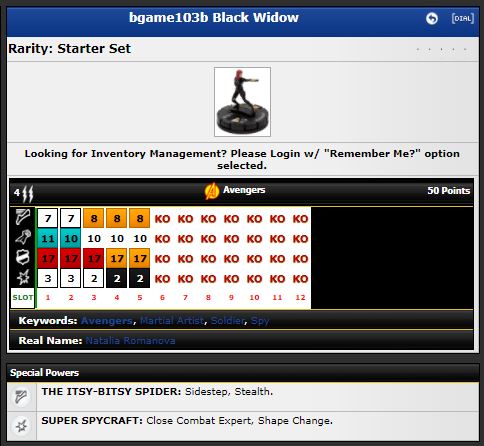 bgame103b Black Widow
[DIAL]
Rarity: Starter Set
Looking for Inventory Management? Please Login w/ "Remember Me?" option
selected.
4 Avengers 50 Points
7 7 8 8 8 KO KO KO KO KO KO KO
11 10 10 10 10 KO KO KO KO KO KO KO
17 17 17 17 17 KO KO KO KO KO KO KO
3 3 2 2 2 KO KO KO KO KO KO KO
SLOT 1 2 3 4 5 6 7 8 9 10 11 12
Keywords: Avengers, Martial Artist, Soldier, Spy
Real Name: Natalia Romanova
Special Powers
THE ITSY-BITSY SPIDER: Sidestep, Stealth.
SUPER SPYCRAFT: Close Combat Expert, Shape Change.